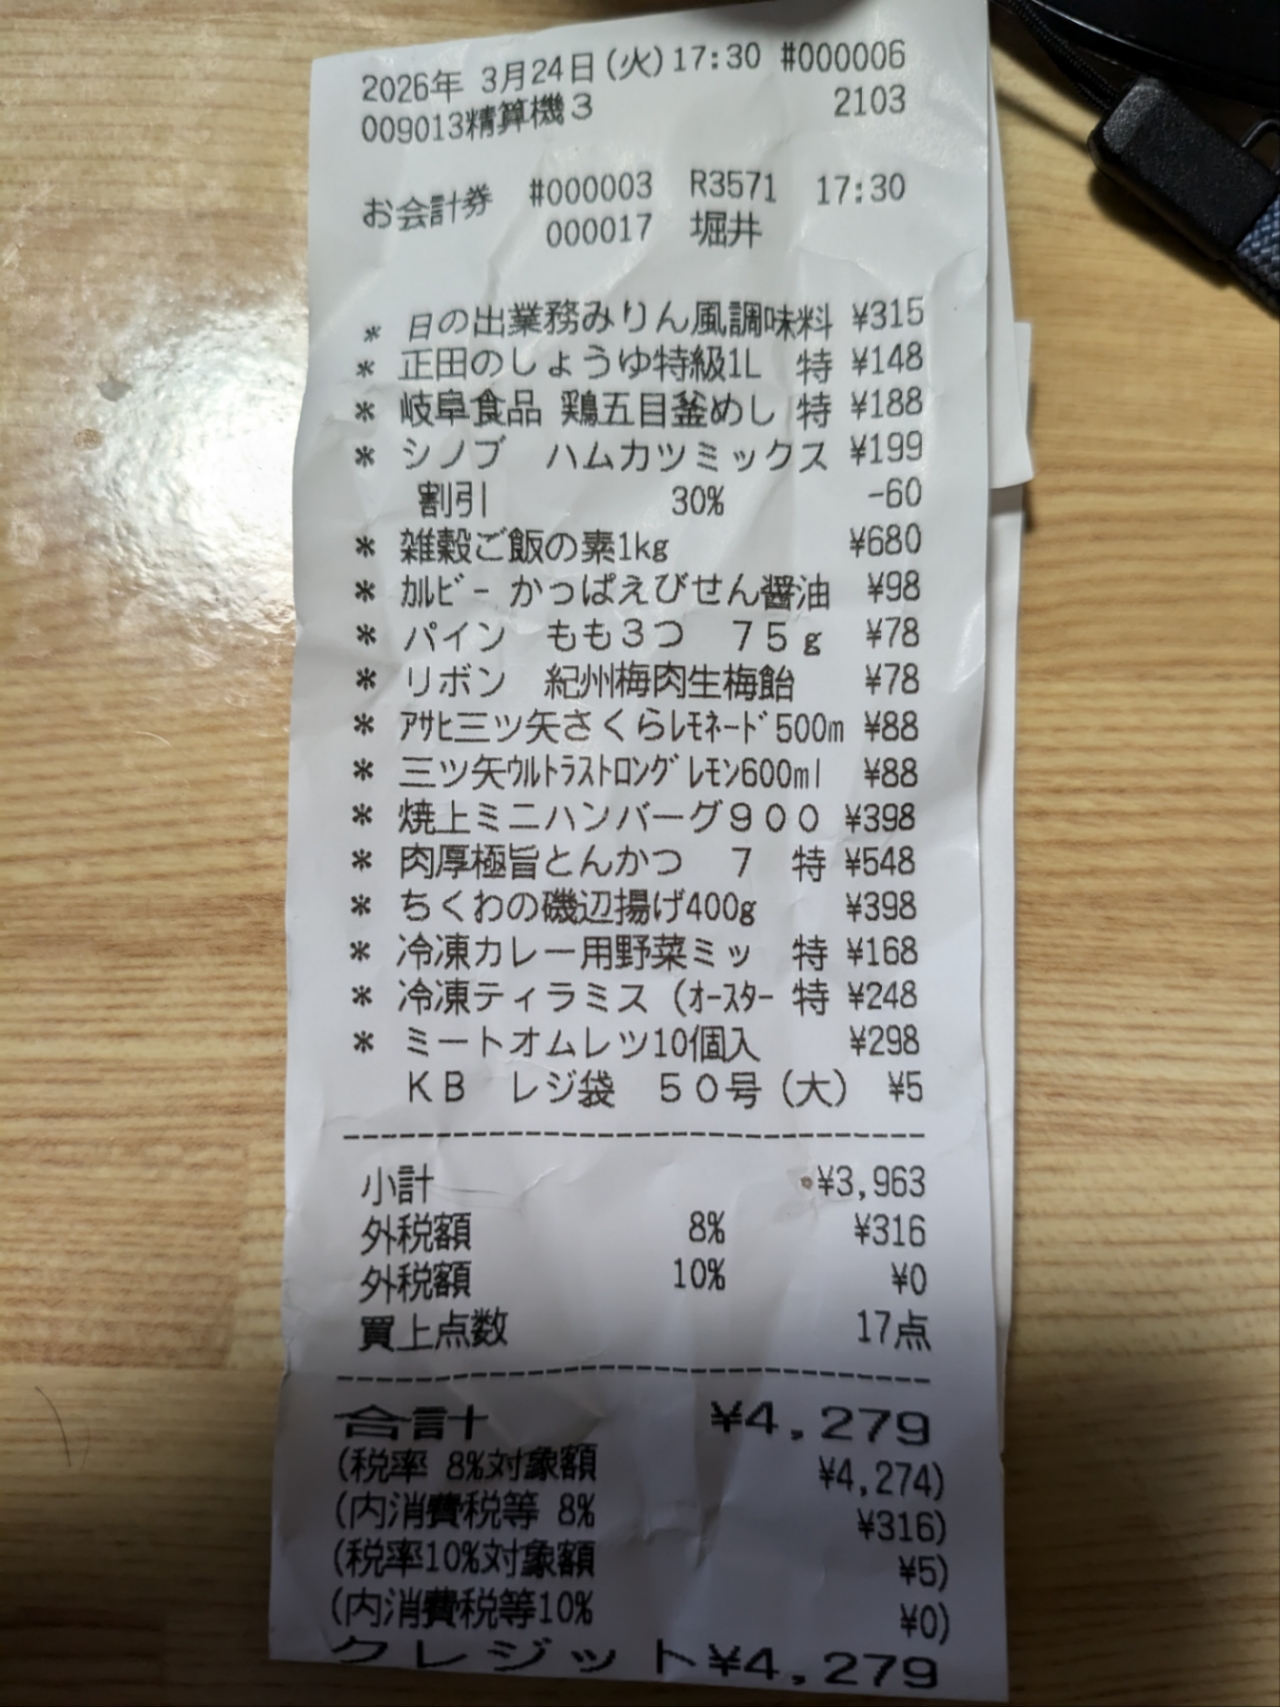 2026年 3月24日(火)17:30 #000006
009013精算機3 2103
お会計券 #000003 R3571 17:30
000017 堀井
* 日の出業務みりん風調味料 ¥315
* 正田のしょうゆ特級1L 特 ¥148
* 岐阜食品 鶏五目釜めし 特 ¥188
* シノブ ハムカツミックス ¥199
割引 30% -60
* 雑穀ご飯の素1kg ¥680
* ｶﾙﾋﾞｰ かっぱえびせん醤油 ¥98
* パイン もも3つ 75g ¥78
* リボン 紀州梅肉生梅飴 ¥78
* ｱｻﾋ三ツ矢さくらﾚﾓﾈｰﾄﾞ500m ¥88
* 三ツ矢ｳﾙﾄﾗｽﾄﾛﾝｸﾞﾚﾓﾝ600ml ¥88
* 焼上ミニハンバーグ900 ¥398
* 肉厚極旨とんかつ 7 特 ¥548
* ちくわの磯辺揚げ400g ¥398
* 冷凍カレー用野菜ミッ 特 ¥168
* 冷凍ティラミス(ｵｰｽﾀｰ 特 ¥248
* ミートオムレツ10個入 ¥298
KB レジ袋 50号(大) ¥5
小計 ¥3,963
外税額 8% ¥316
外税額 10% ¥0
買上点数 17点
合計 ¥4,279
(税率 8%対象額 ¥4,274)
(内消費税等 8% ¥316)
(税率10%対象額 ¥5)
(内消費税等10% ¥0)
クレジット¥4,279